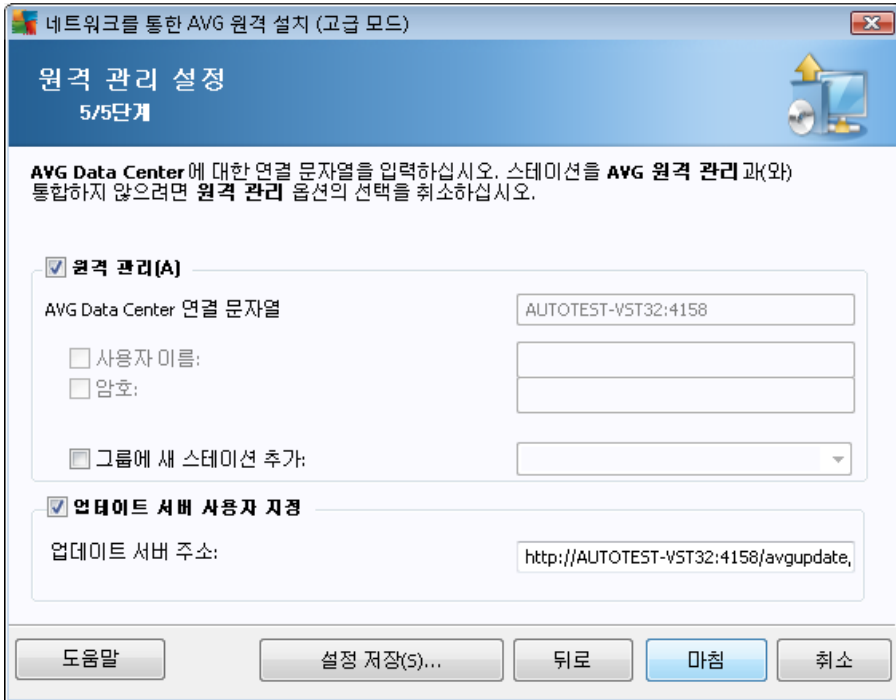 네트워크를 통한 AVG 원격 설치 (고급 모드)
원격 관리 설정
5/5단계
AVG Data Center에 대한 연결 문자열을 입력하십시오. 스테이션을 AVG 원격 관리과(와)
통합하지 않으려면 원격 관리 옵션의 선택을 취소하십시오.
원격 관리(A)
AVG Data Center 연결 문자열 AUTOTEST-VST32:4158
사용자 이름:
암호:
그룹에 새 스테이션 추가:
업데이트 서버 사용자 지정
업데이트 서버 주소: http://AUTOTEST-VST32:4158/avgupdate,
도움말 설정 저장(S)... 뒤로 마침 취소